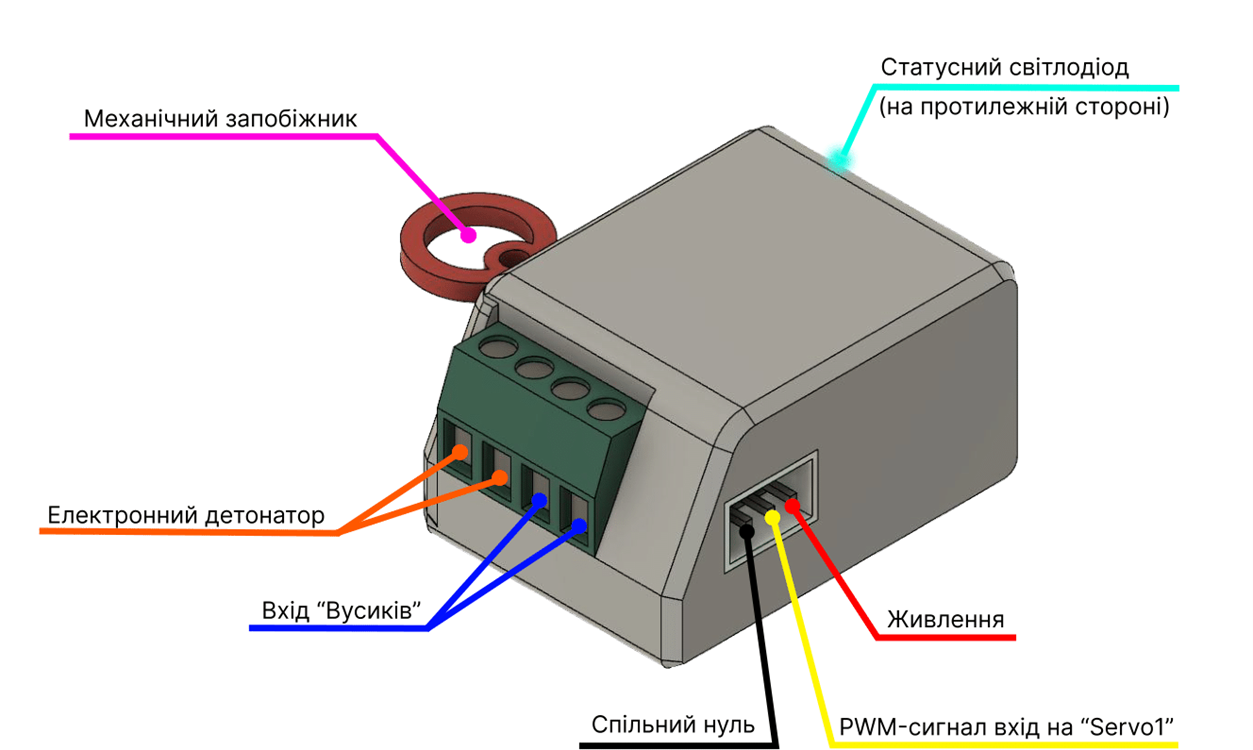 Статусний світлодіод
(на протилежній стороні)
Механічний запобіжник
Електронний детонатор
Вхід “Вусиків”
Живлення
Спільний нуль
PWM-сигнал вхід на “Servo1”